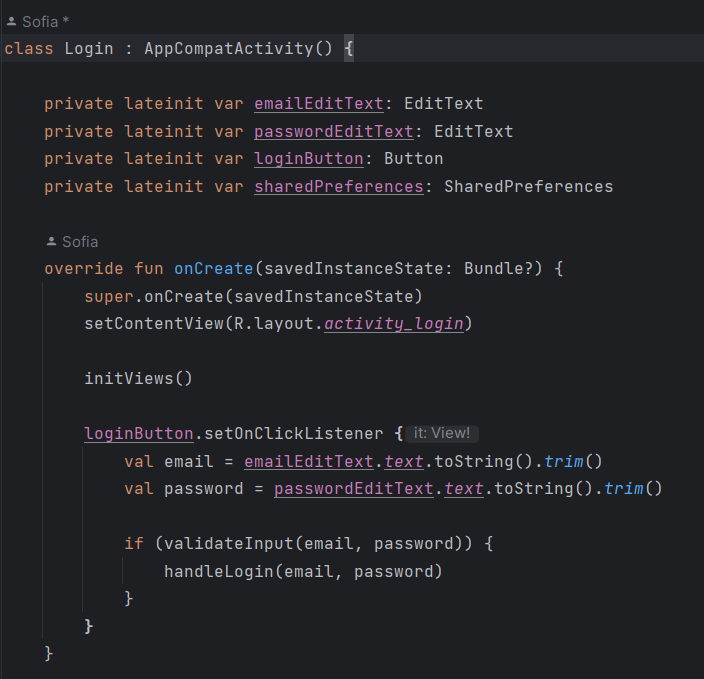 Sofia *
class Login : AppCompatActivity() {
private lateinit var emailEditText: EditText
private lateinit var passwordEditText: EditText
private lateinit var loginButton: Button
private lateinit var sharedPreferences: SharedPreferences
Sofia
override fun onCreate(savedInstanceState: Bundle?) {
super.onCreate(savedInstanceState)
setContentView(R.layout.activity_login)
initViews()
loginButton.setOnClickListener { it: View!
val email = emailEditText.text.toString().trim()
val password = passwordEditText.text.toString().trim()
if (validateInput(email, password)) {
handleLogin(email, password)
}
}
}